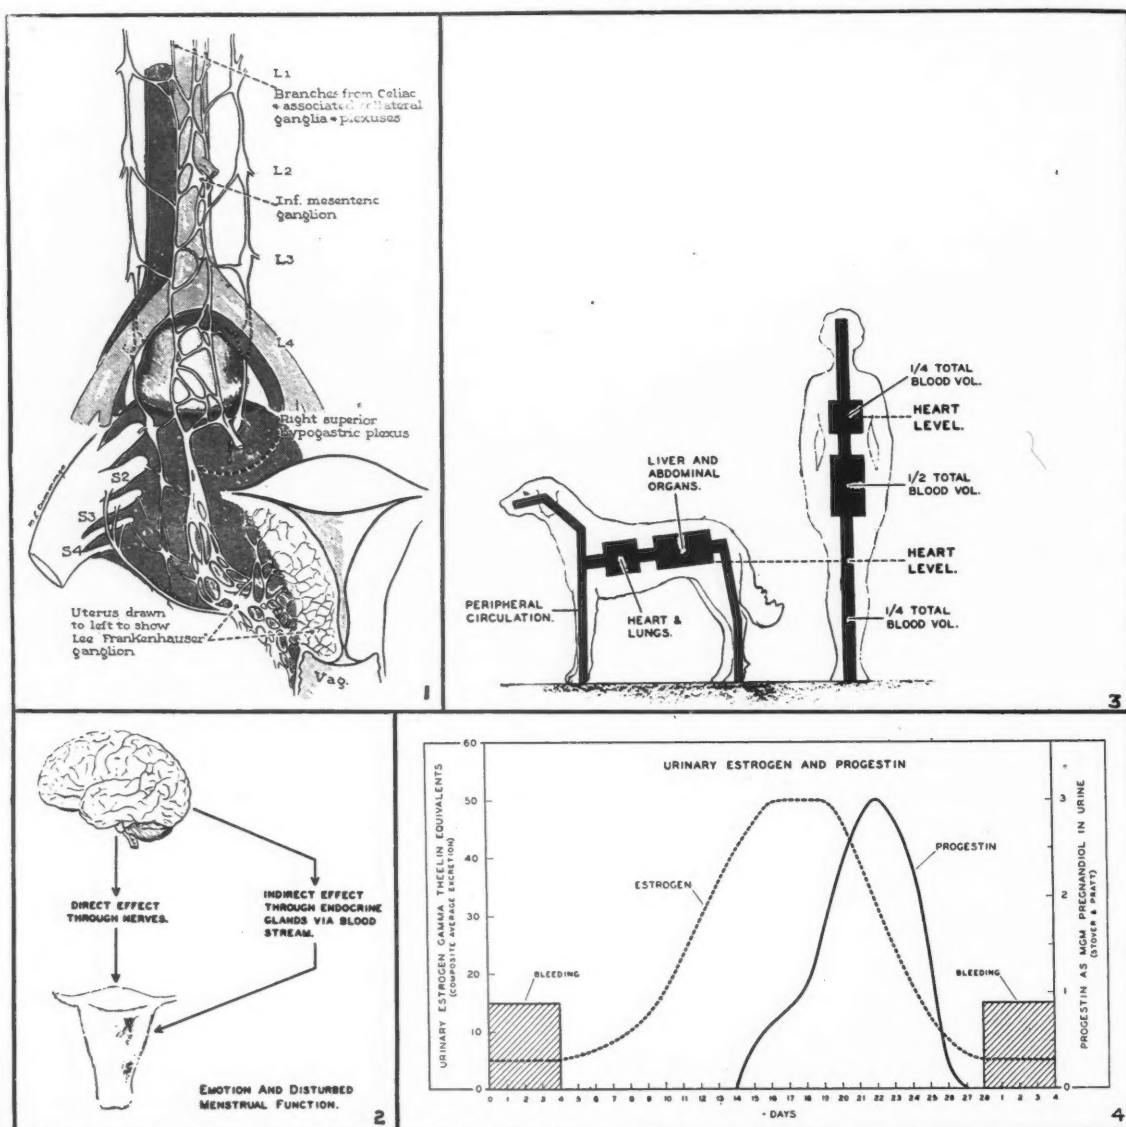 L1
Branches from Celiac
+ associated collateral
ganglia + plexuses
L2
Inf. mesenteric
ganglion
L3
L4
Right superior
hypogastric plexus
S2
S3
S4
Uterus drawn
to left to show
Lee Frankenhauser
ganglion
Vag.
1
1/4 TOTAL
BLOOD VOL.
HEART
LEVEL.
LIVER AND
ABDOMINAL
ORGANS.
1/2 TOTAL
BLOOD VOL.
HEART
LEVEL.
PERIPHERAL
CIRCULATION.
HEART &
LUNGS.
1/4 TOTAL
BLOOD VOL.
3
DIRECT EFFECT
THROUGH NERVES.
INDIRECT EFFECT
THROUGH ENDOCRINE
GLANDS VIA BLOOD
STREAM.
EMOTION AND DISTURBED
MENSTRUAL FUNCTION.
2
URINARY ESTROGEN AND PROGESTIN
URINARY ESTROGEN GAMMA THEELIN EQUIVALENTS
(COMPOSITE AVERAGE EXCRETION)
60
50
40
30
20
10
0
ESTROGEN
PROGESTIN
BLEEDING
BLEEDING
3
2
1
0
PROGESTIN AS MGM PREGNANDIOL IN URINE
(STOVER & PRATT)
0 1 2 3 4 5 6 7 8 9 10 11 12 13 14 15 16 17 18 19 20 21 22 23 24 25 26 27 28 1 2 3 4
- DAYS
4